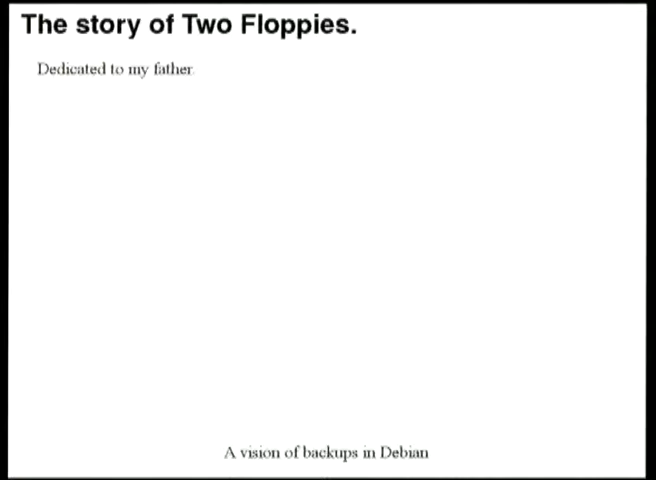 The story of Two Floppies.
Dedicated to my father.
A vision of backups in Debian